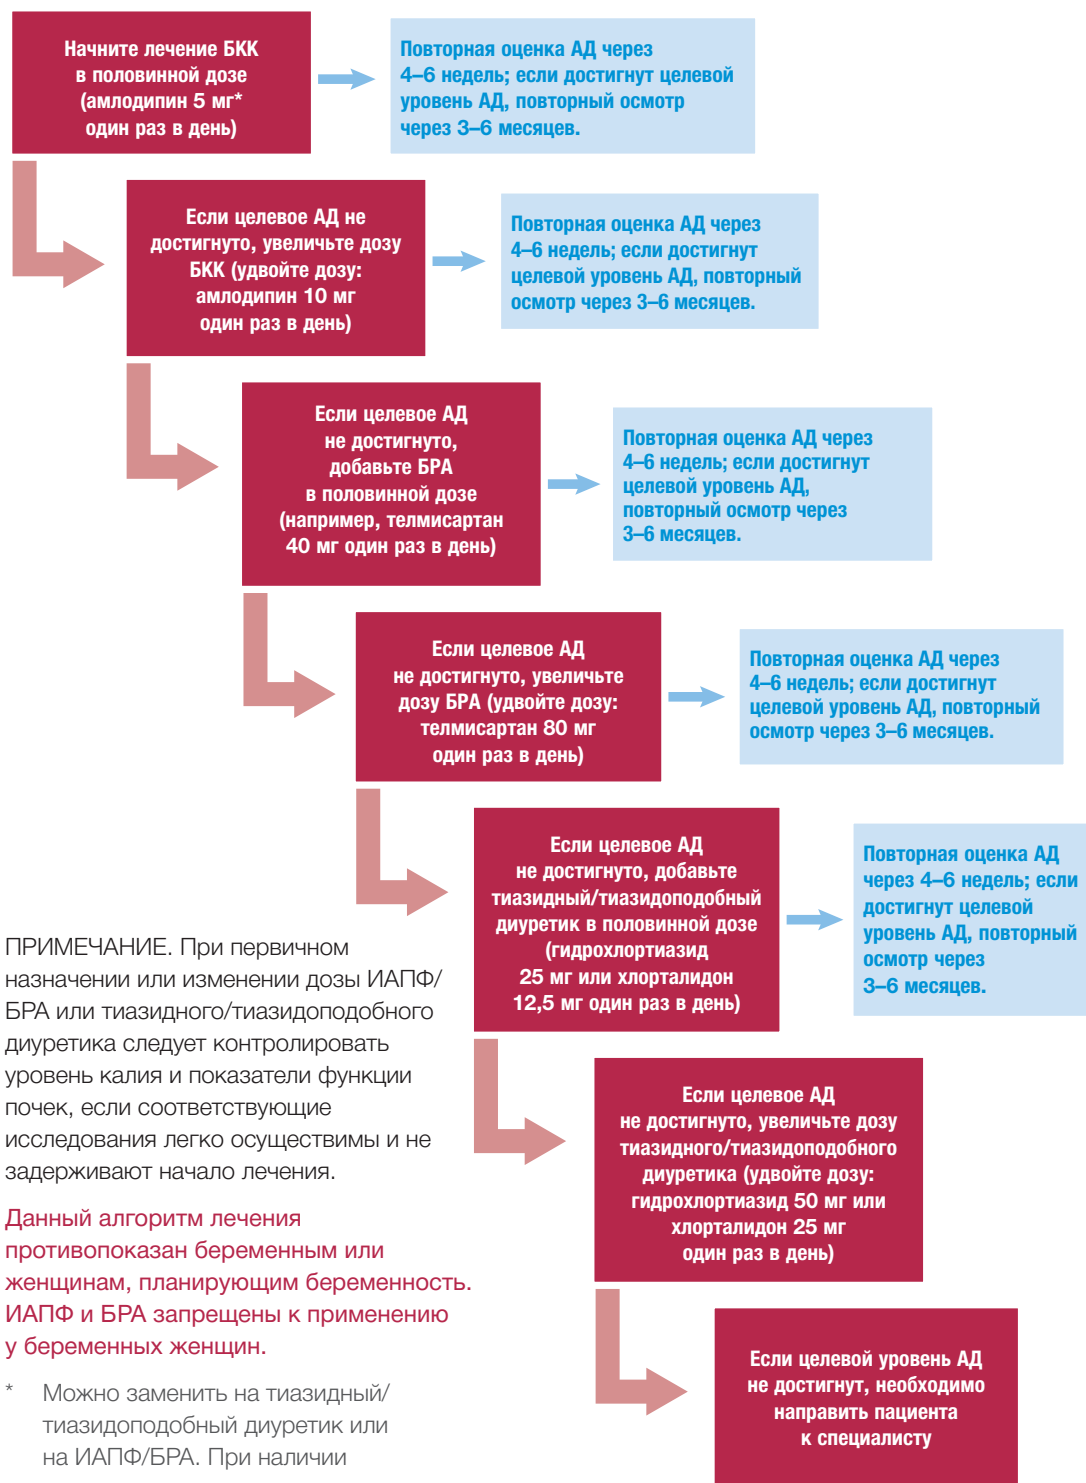 Начните лечение БКК
в половинной дозе
(амлодипин 5 мг*
один раз в день)
Повторная оценка АД через
4–6 недель; если достигнут целевой
уровень АД, повторный осмотр
через 3–6 месяцев.
Если целевое АД не
достигнуто, увеличьте дозу
БКК (удвойте дозу:
амлодипин 10 мг
один раз в день)
Повторная оценка АД через
4–6 недель; если достигнут
целевой уровень АД, повторный
осмотр через 3–6 месяцев.
Если целевое АД
не достигнуто,
добавьте БРА
в половинной дозе
(например, телмисартан
40 мг один раз в день)
Повторная оценка АД через
4–6 недель; если достигнут
целевой уровень АД,
повторный осмотр через
3–6 месяцев.
Если целевое АД
не достигнуто, увеличьте
дозу БРА (удвойте дозу:
телмисартан 80 мг
один раз в день)
Повторная оценка АД через
4–6 недель; если достигнут
целевой уровень АД, повторный
осмотр через 3–6 месяцев.
Если целевое АД
не достигнуто, добавьте
тиазидный/тиазидоподобный
диуретик в половинной дозе
(гидрохлортиазид
25 мг или хлорталидон
12,5 мг один раз в день)
Повторная оценка АД
через 4–6 недель; если
достигнут целевой
уровень АД, повторный
осмотр через
3–6 месяцев.
Если целевое АД
не достигнуто, увеличьте дозу
тиазидного/тиазидоподобного
диуретика (удвойте дозу:
гидрохлортиазид 50 мг или
хлорталидон 25 мг
один раз в день)
Если целевой уровень АД
не достигнут, необходимо
направить пациента
к специалисту
ПРИМЕЧАНИЕ. При первичном
назначении или изменении дозы ИАПФ/
БРА или тиазидного/тиазидоподобного
диуретика следует контролировать
уровень калия и показатели функции
почек, если соответствующие
исследования легко осуществимы и не
задерживают начало лечения.
Данный алгоритм лечения
противопоказан беременным или
женщинам, планирующим беременность.
ИАПФ и БРА запрещены к применению
у беременных женщин.
* Можно заменить на тиазидный/
тиазидоподобный диуретик или
на ИАПФ/БРА. При наличии